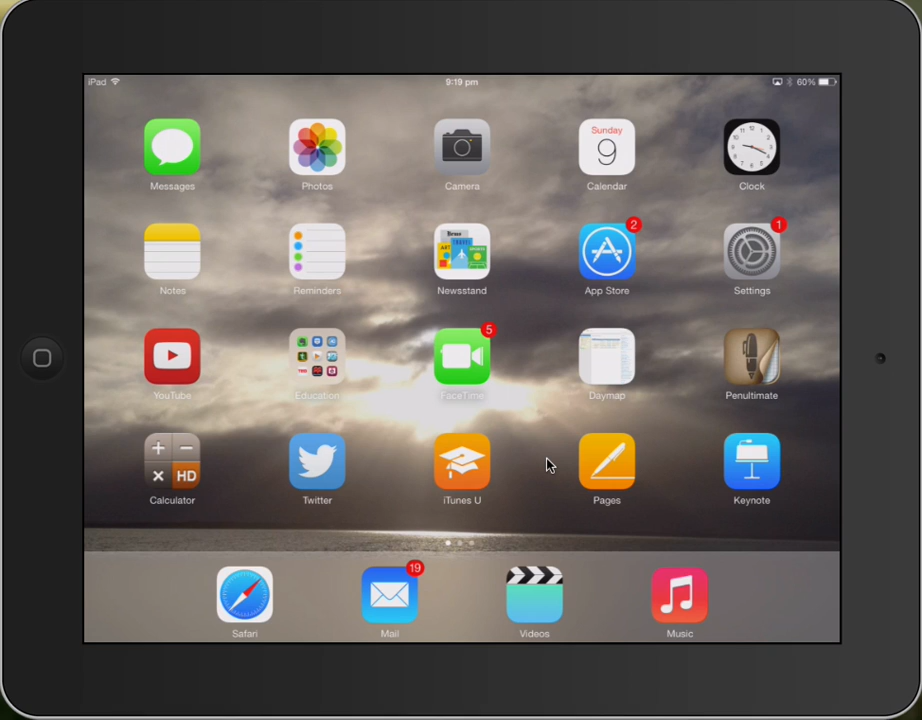 iPad 9:19 pm 60%
Messages Photos Camera Sunday 9 Calendar Clock
Notes Reminders Newsstand 2 App Store 1 Settings
YouTube Education 5 FaceTime Daymap Penultimate
HD Calculator Twitter iTunes U Pages Keynote
Safari 19 Mail Videos Music